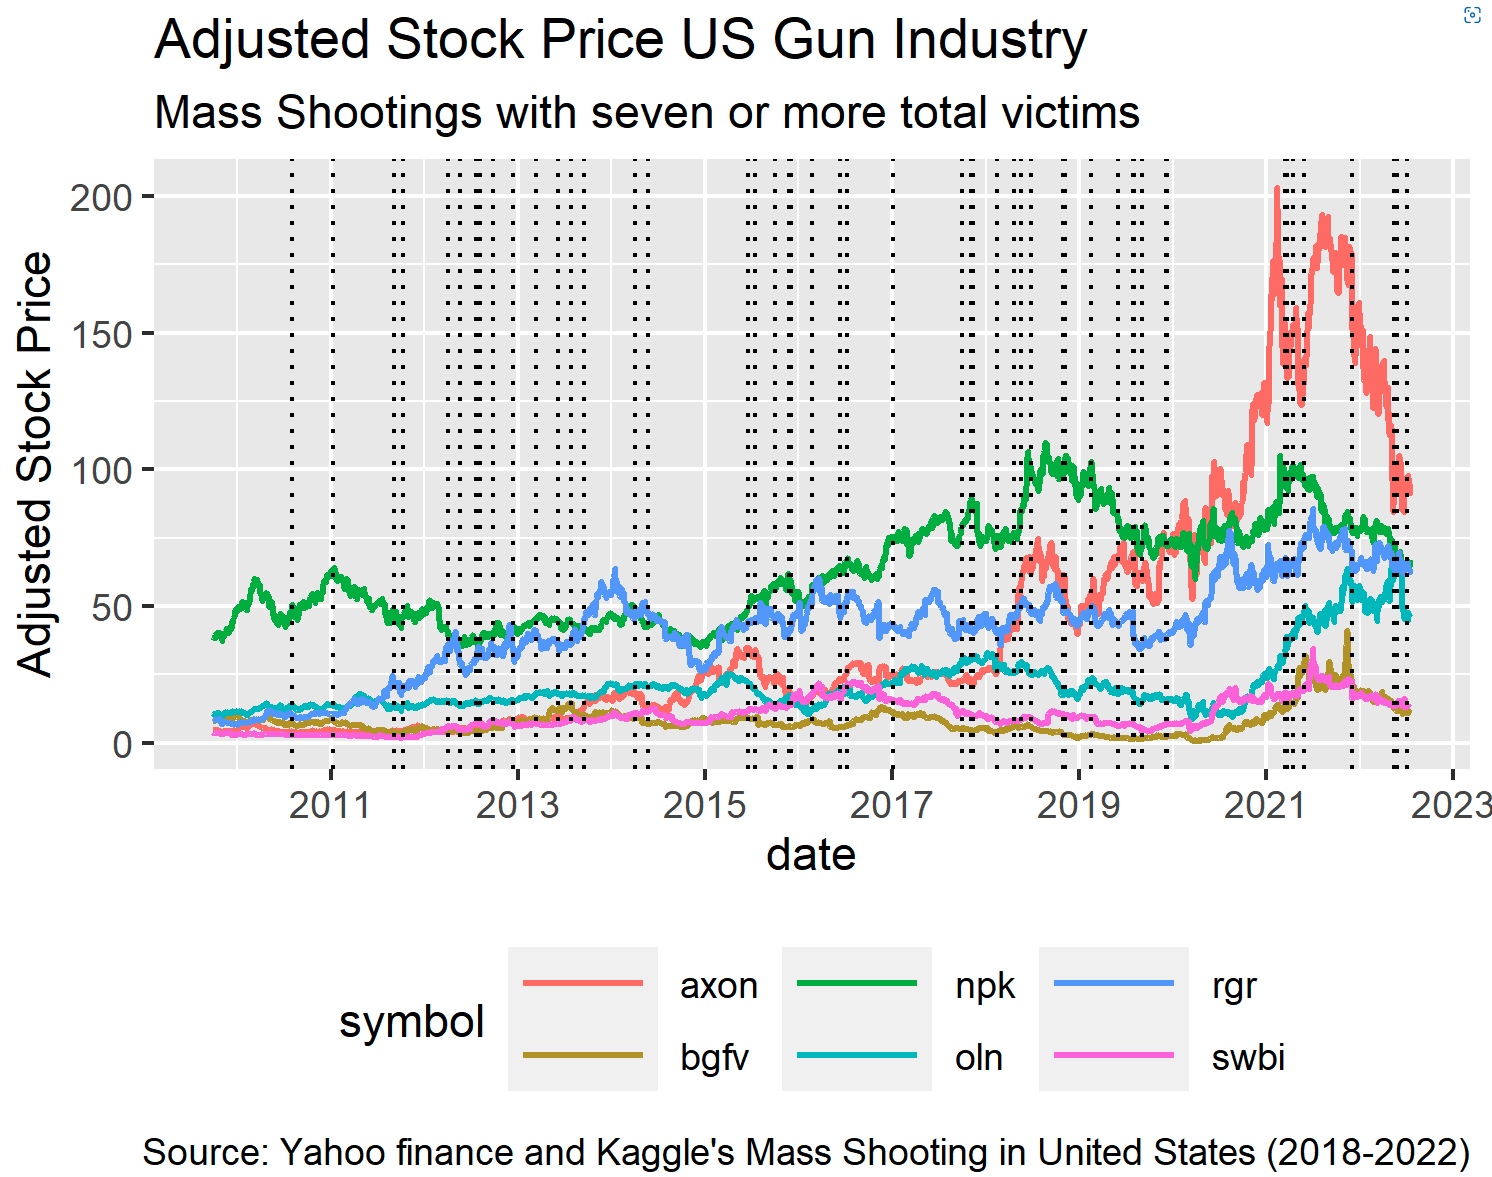 Adjusted Stock Price US Gun Industry
Mass Shootings with seven or more total victims
Adjusted Stock Price
200
150
100
50
0
2011 2013 2015 2017 2019 2021 2023
date
symbol
axon npk rgr
bgfv oln swbi
Source: Yahoo finance and Kaggle's Mass Shooting in United States (2018-2022)